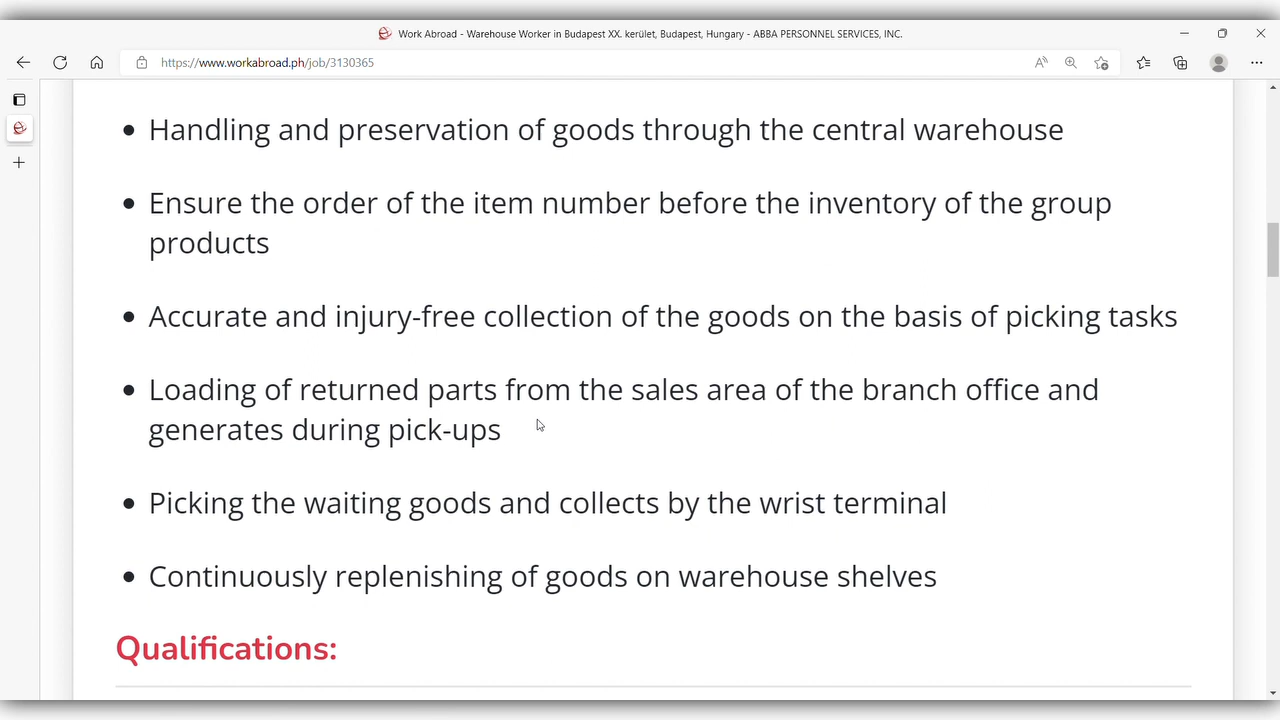 Work Abroad - Warehouse Worker in Budapest XX. kerület, Budapest, Hungary - ABBA PERSONNEL SERVICES, INC.
https://www.workabroad.ph/job/3130365
• Handling and preservation of goods through the central warehouse
• Ensure the order of the item number before the inventory of the group
products
• Accurate and injury-free collection of the goods on the basis of picking tasks
• Loading of returned parts from the sales area of the branch office and
generates during pick-ups
• Picking the waiting goods and collects by the wrist terminal
• Continuously replenishing of goods on warehouse shelves
Qualifications: